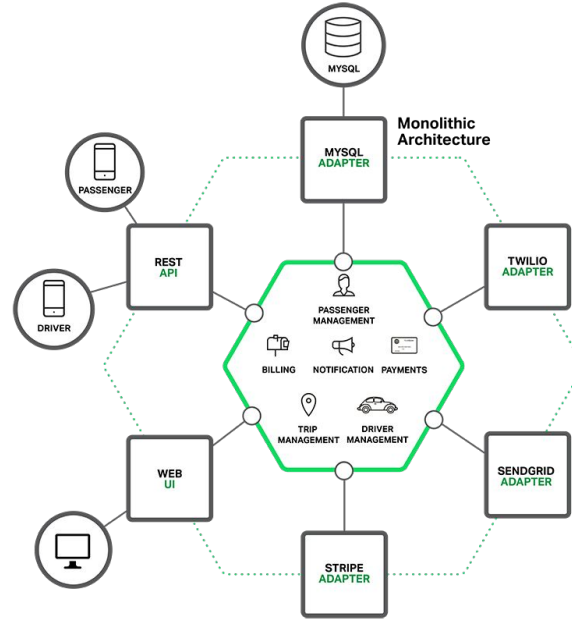 MYSQL
Monolithic
Architecture
MYSQL
ADAPTER
PASSENGER
REST
API
TWILIO
ADAPTER
DRIVER
PASSENGER
MANAGEMENT
BILLING
NOTIFICATION
PAYMENTS
TRIP
MANAGEMENT
DRIVER
MANAGEMENT
WEB
UI
SENDGRID
ADAPTER
STRIPE
ADAPTER